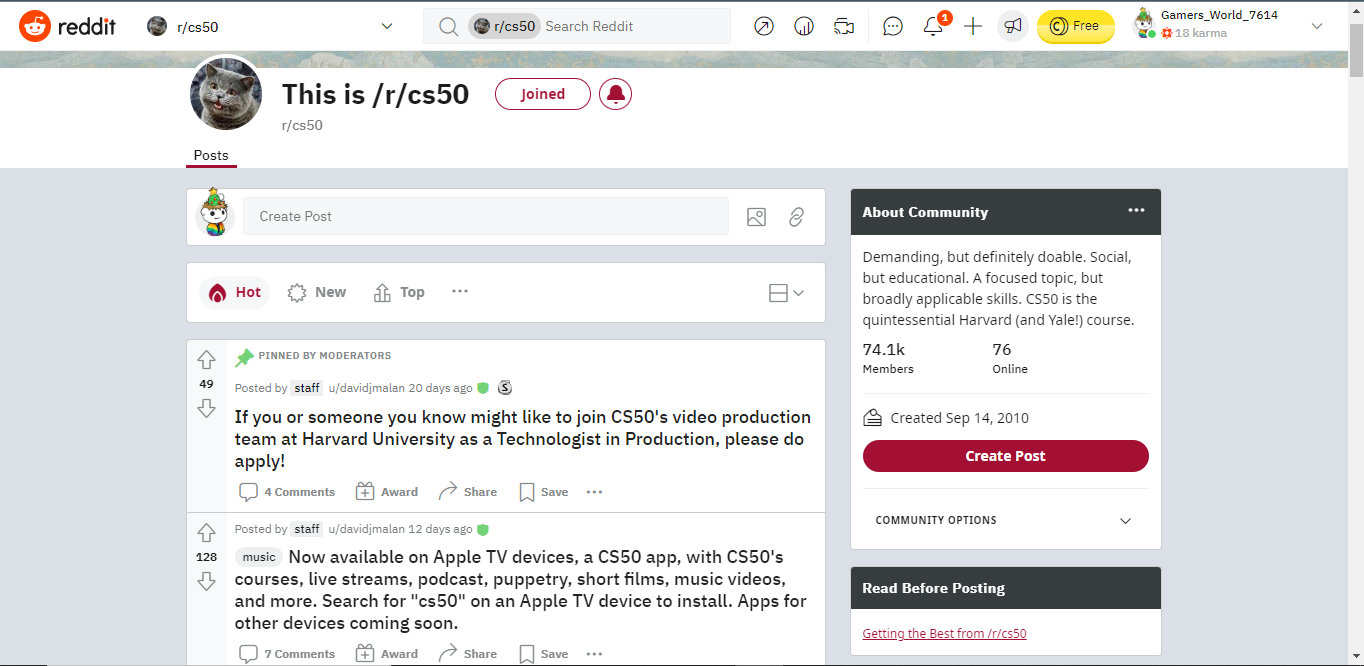 reddit
r/cs50
r/cs50 Search Reddit
1
Free
Gamers_World_7614
18 karma
This is /r/cs50
Joined
r/cs50
Posts
Create Post
Hot
New
Top
49
PINNED BY MODERATORS
Posted by staff u/davidjmalan 20 days ago
If you or someone you know might like to join CS50's video production
team at Harvard University as a Technologist in Production, please do
apply!
4 Comments Award Share Save
128
Posted by staff u/davidjmalan 12 days ago
music Now available on Apple TV devices, a CS50 app, with CS50's
courses, live streams, podcast, puppetry, short films, music videos,
and more. Search for "cs50" on an Apple TV device to install. Apps for
other devices coming soon.
7 Comments Award Share Save
About Community
Demanding, but definitely doable. Social,
but educational. A focused topic, but
broadly applicable skills. CS50 is the
quintessential Harvard (and Yale!) course.
74.1k 76
Members Online
Created Sep 14, 2010
Create Post
COMMUNITY OPTIONS
Read Before Posting
Getting the Best from /r/cs50